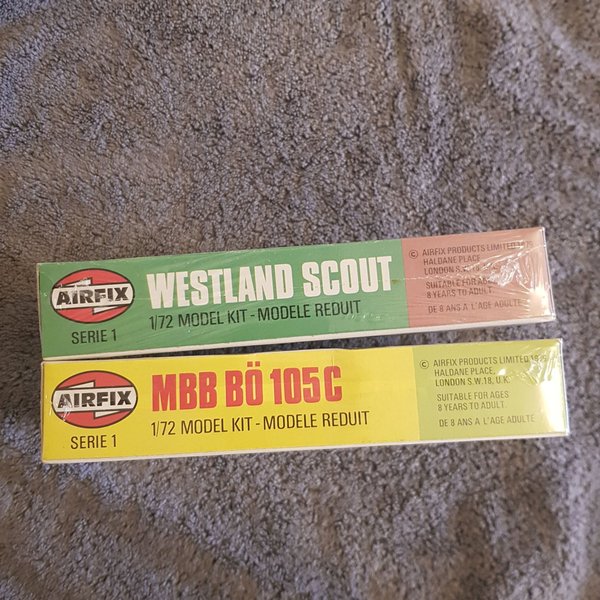 AIRFIX
SERIE 1
WESTLAND SCOUT
1/72 MODEL KIT - MODELE REDUIT
© AIRFIX PRODUCTS LIMITED
HALDANE PLACE,
LONDON S.W.18, U.K.
SUITABLE FOR AGES
8 YEARS TO ADULT.
DE 8 ANS A L'AGE ADULTE
AIRFIX
SERIE 1
MBB BÖ 105C
1/72 MODEL KIT - MODELE REDUIT
© AIRFIX PRODUCTS LIMITED
HALDANE PLACE,
LONDON S.W.18, U.K.
SUITABLE FOR AGES
8 YEARS TO ADULT.
DE 8 ANS A L'AGE ADULTE